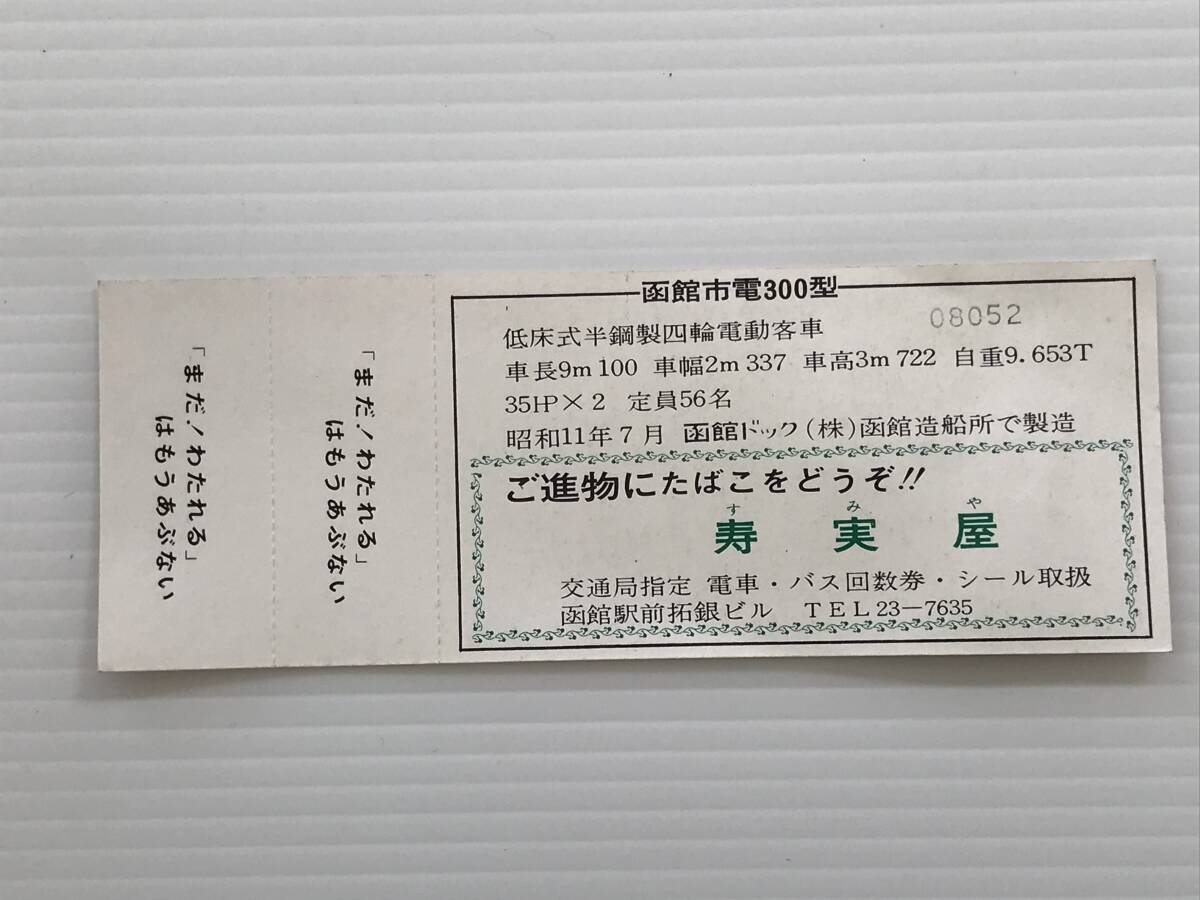 函館市電300型
08052
低床式半鋼製四輪電動客車
車長9m100 車幅2m337 車高3m722 自重9.653T
35HP×2 定員56名
昭和11年7月 函館ドック(株)函館造船所で製造
ご進物にたばこをどうぞ!!
す み や
寿実屋
交通局指定 電車・バス回数券・シール取扱
函館駅前拓銀ビル TEL23-7635
「まだ!わたれる」
はもうあぶない
「まだ!わたれる」
はもうあぶない